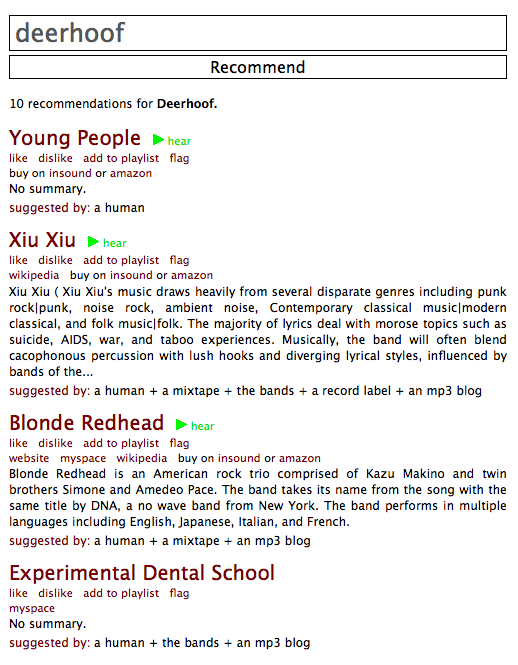 deerhoof
Recommend
10 recommendations for Deerhoof.
Young People hear
like dislike add to playlist flag
buy on insound or amazon
No summary.
suggested by: a human
Xiu Xiu hear
like dislike add to playlist flag
wikipedia buy on insound or amazon
Xiu Xiu ( Xiu Xiu's music draws heavily from several disparate genres including punk
rock|punk, noise rock, ambient noise, Contemporary classical music|modern
classical, and folk music|folk. The majority of lyrics deal with morose topics such as
suicide, AIDS, war, and taboo experiences. Musically, the band will often blend
cacophonous percussion with lush hooks and diverging lyrical styles, influenced by
bands of the...
suggested by: a human + a mixtape + the bands + a record label + an mp3 blog
Blonde Redhead hear
like dislike add to playlist flag
website myspace wikipedia buy on insound or amazon
Blonde Redhead is an American rock trio comprised of Kazu Makino and twin
brothers Simone and Amedeo Pace. The band takes its name from the song with the
same title by DNA, a no wave band from New York. The band performs in multiple
languages including English, Japanese, Italian, and French.
suggested by: a human + a mixtape + an mp3 blog
Experimental Dental School
like dislike add to playlist flag
myspace
No summary.
suggested by: a human + the bands + an mp3 blog